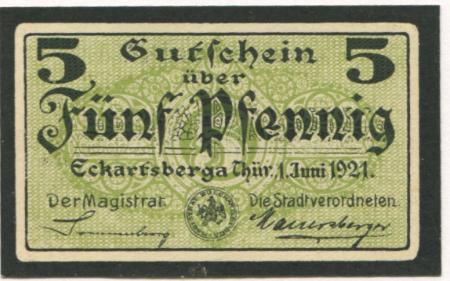 5 Gutschein 5
über
Fünf Pfennig
Eckartsberga Thür., 1. Juni 1921.
Der Magistrat Die Stadtverordneten.